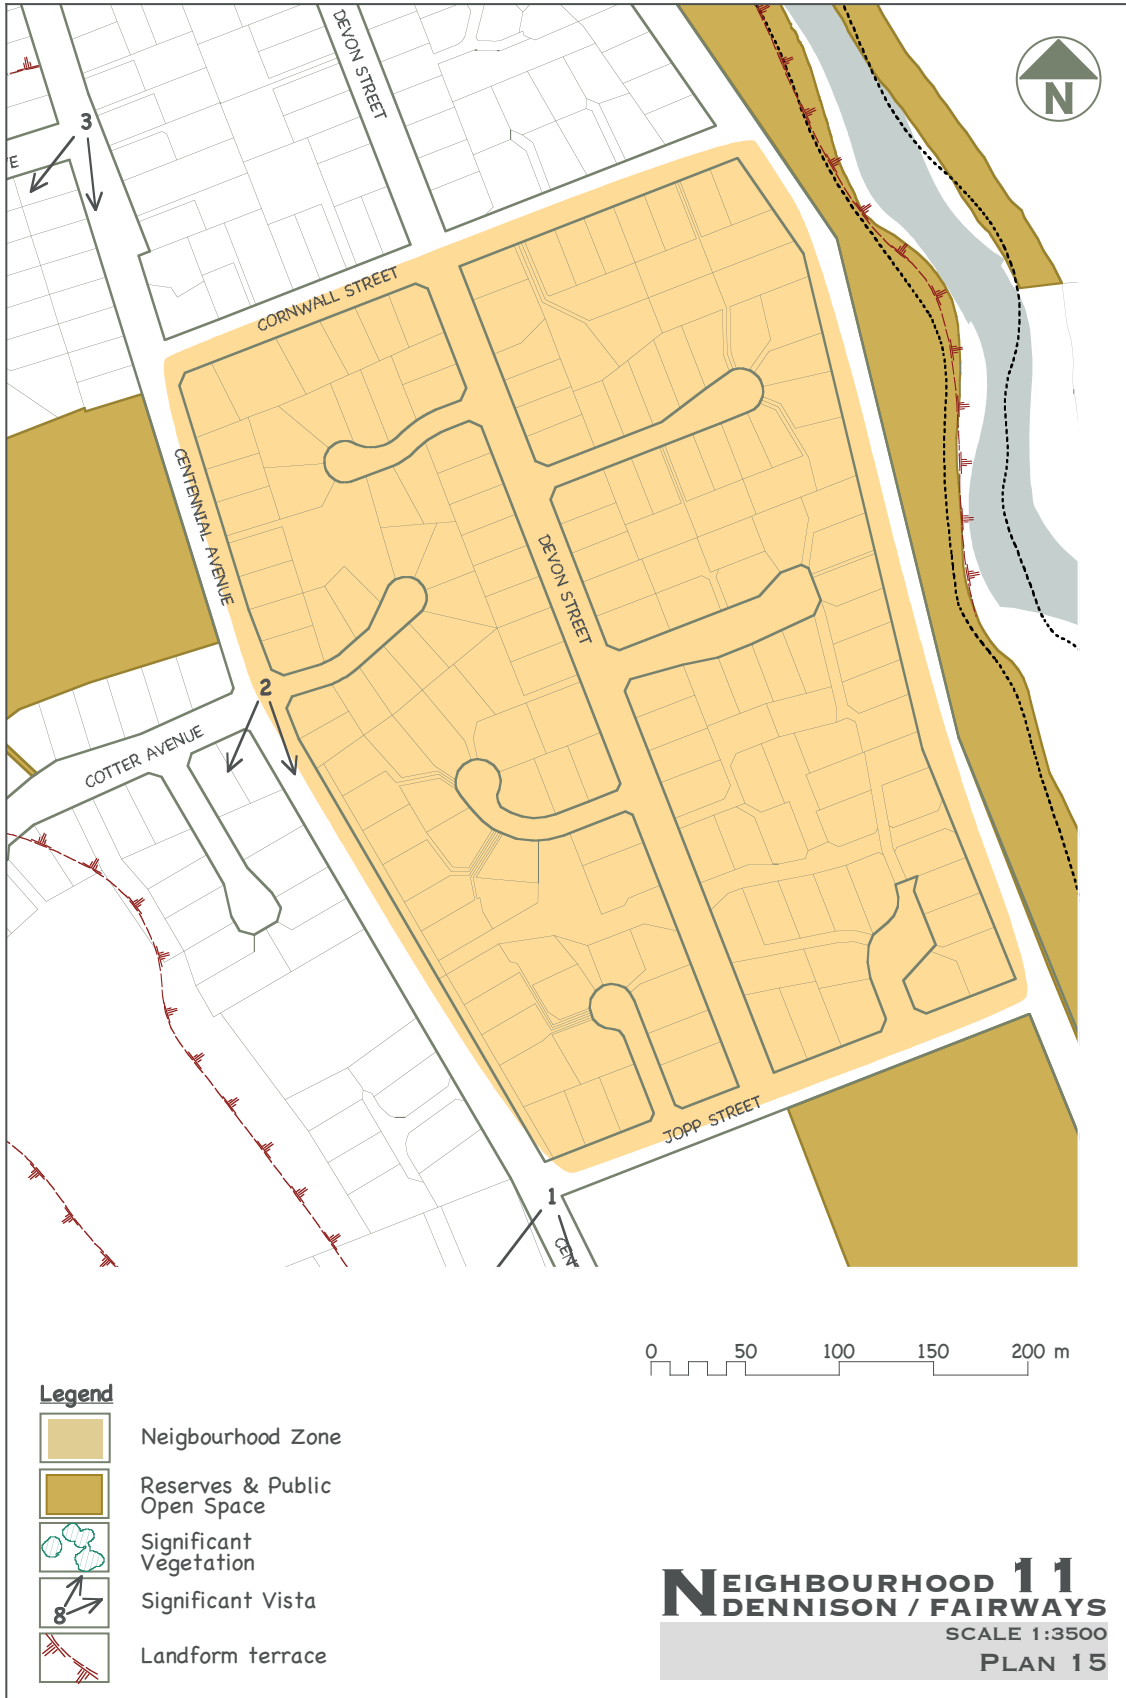 DEVON STREET
N
3
VE
CORNWALL STREET
CENTENNIAL AVENUE
DEVON STREET
2
COTTER AVENUE
JOPP STREET
1
CEN
0 50 100 150 200 m
Legend
Neigbourhood Zone
Reserves & Public
Open Space
Significant
Vegetation
8
Significant Vista
Landform terrace
NEIGHBOURHOOD 11
DENNISON / FAIRWAYS
SCALE 1:3500
PLAN 15